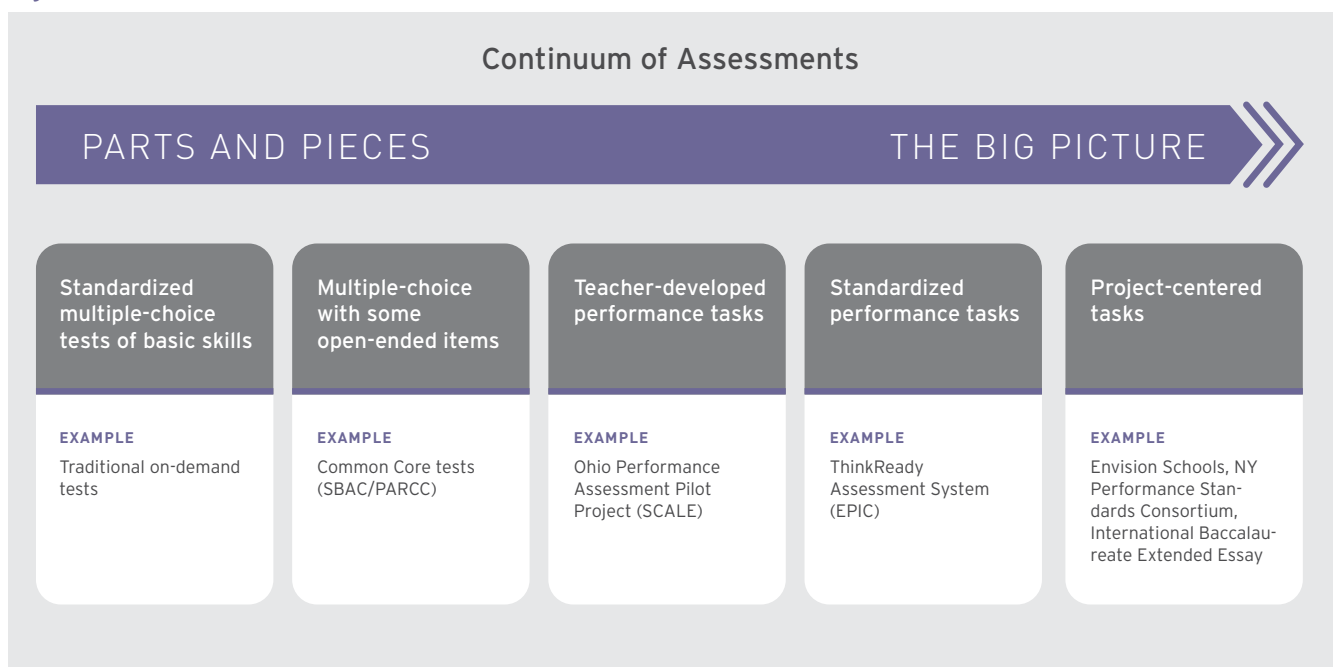 Continuum of Assessments
PARTS AND PIECES
THE BIG PICTURE
Standardized
multiple-choice
tests of basic skills
EXAMPLE
Traditional on-demand
tests
Multiple-choice
with some
open-ended items
EXAMPLE
Common Core tests
(SBAC/PARCC)
Teacher-developed
performance tasks
EXAMPLE
Ohio Performance
Assessment Pilot
Project (SCALE)
Standardized
performance tasks
EXAMPLE
ThinkReady
Assessment System
(EPIC)
Project-centered
tasks
EXAMPLE
Envision Schools, NY
Performance Stan-
dards Consortium,
International Baccalau-
reate Extended Essay